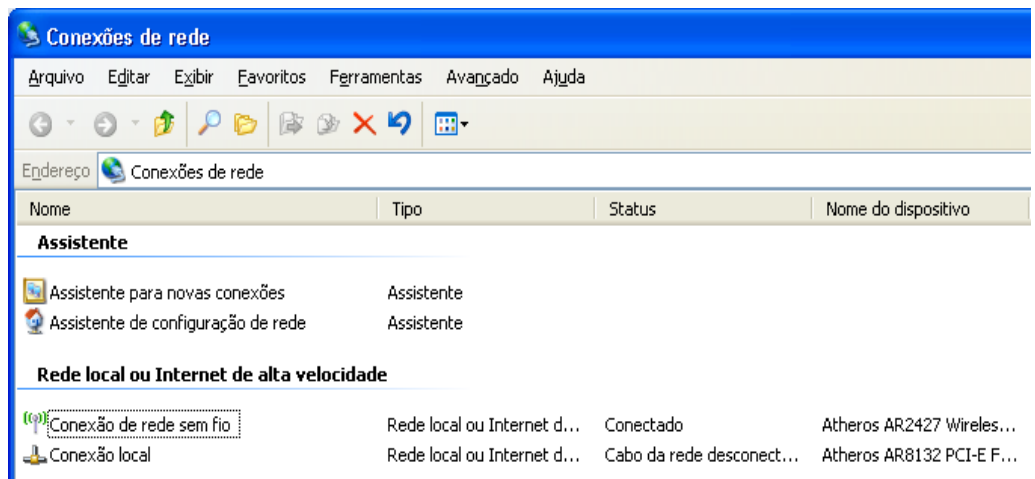 Conexões de rede
Arquivo Editar Exibir Favoritos Ferramentas Avançado Ajuda
Endereço Conexões de rede
Nome Tipo Status Nome do dispositivo
Assistente
Assistente para novas conexões Assistente
Assistente de configuração de rede Assistente
Rede local ou Internet de alta velocidade
Conexão de rede sem fio Rede local ou Internet d... Conectado Atheros AR2427 Wireles...
Conexão local Rede local ou Internet d... Cabo da rede desconect... Atheros AR8132 PCI-E F...